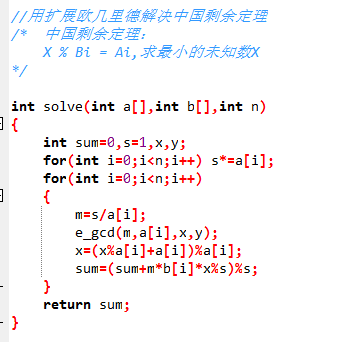 //用扩展欧几里德解决中国剩余定理
/*  中国剩余定理：
    X % Bi = Ai,求最小的未知数X
*/
int solve(int a[],int b[],int n)
{
    int sum=0,s=1,x,y;
    for(int i=0;i<n;i++) s*=a[i];
    for(int i=0;i<n;i++)
    {
        m=s/a[i];
        e_gcd(m,a[i],x,y);
        x=(x%a[i]+a[i])%a[i];
        sum=(sum+m*b[i]*x%s)%s;
    }
    return sum;
}